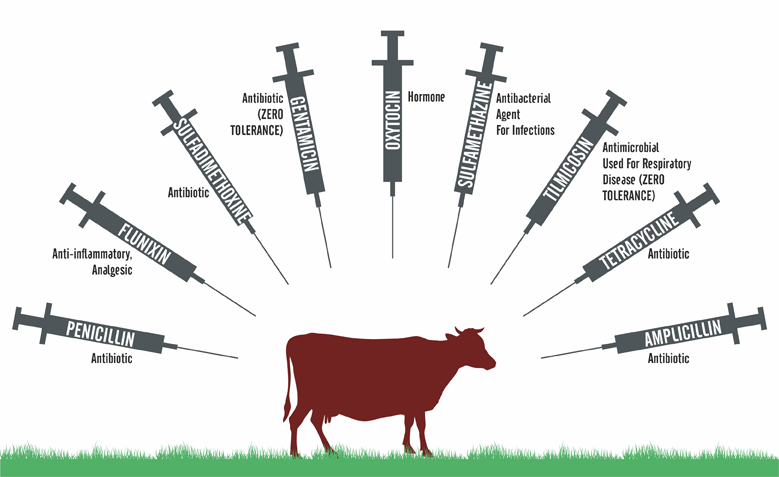 PENICILLIN
Antibiotic
FLUNIXIN
Anti-inflammatory,
Analgesic
SULFADIMETHOXINE
Antibiotic
GENTAMICIN
Antibiotic
(ZERO
TOLERANCE)
OXYTOCIN
Hormone
SULFAMETHAZINE
Antibacterial
Agent
For Infections
TILMICOSIN
Antimicrobial
Used For Respiratory
Disease (ZERO
TOLERANCE)
TETRACYCLINE
Antibiotic
AMPLICILLIN
Antibiotic